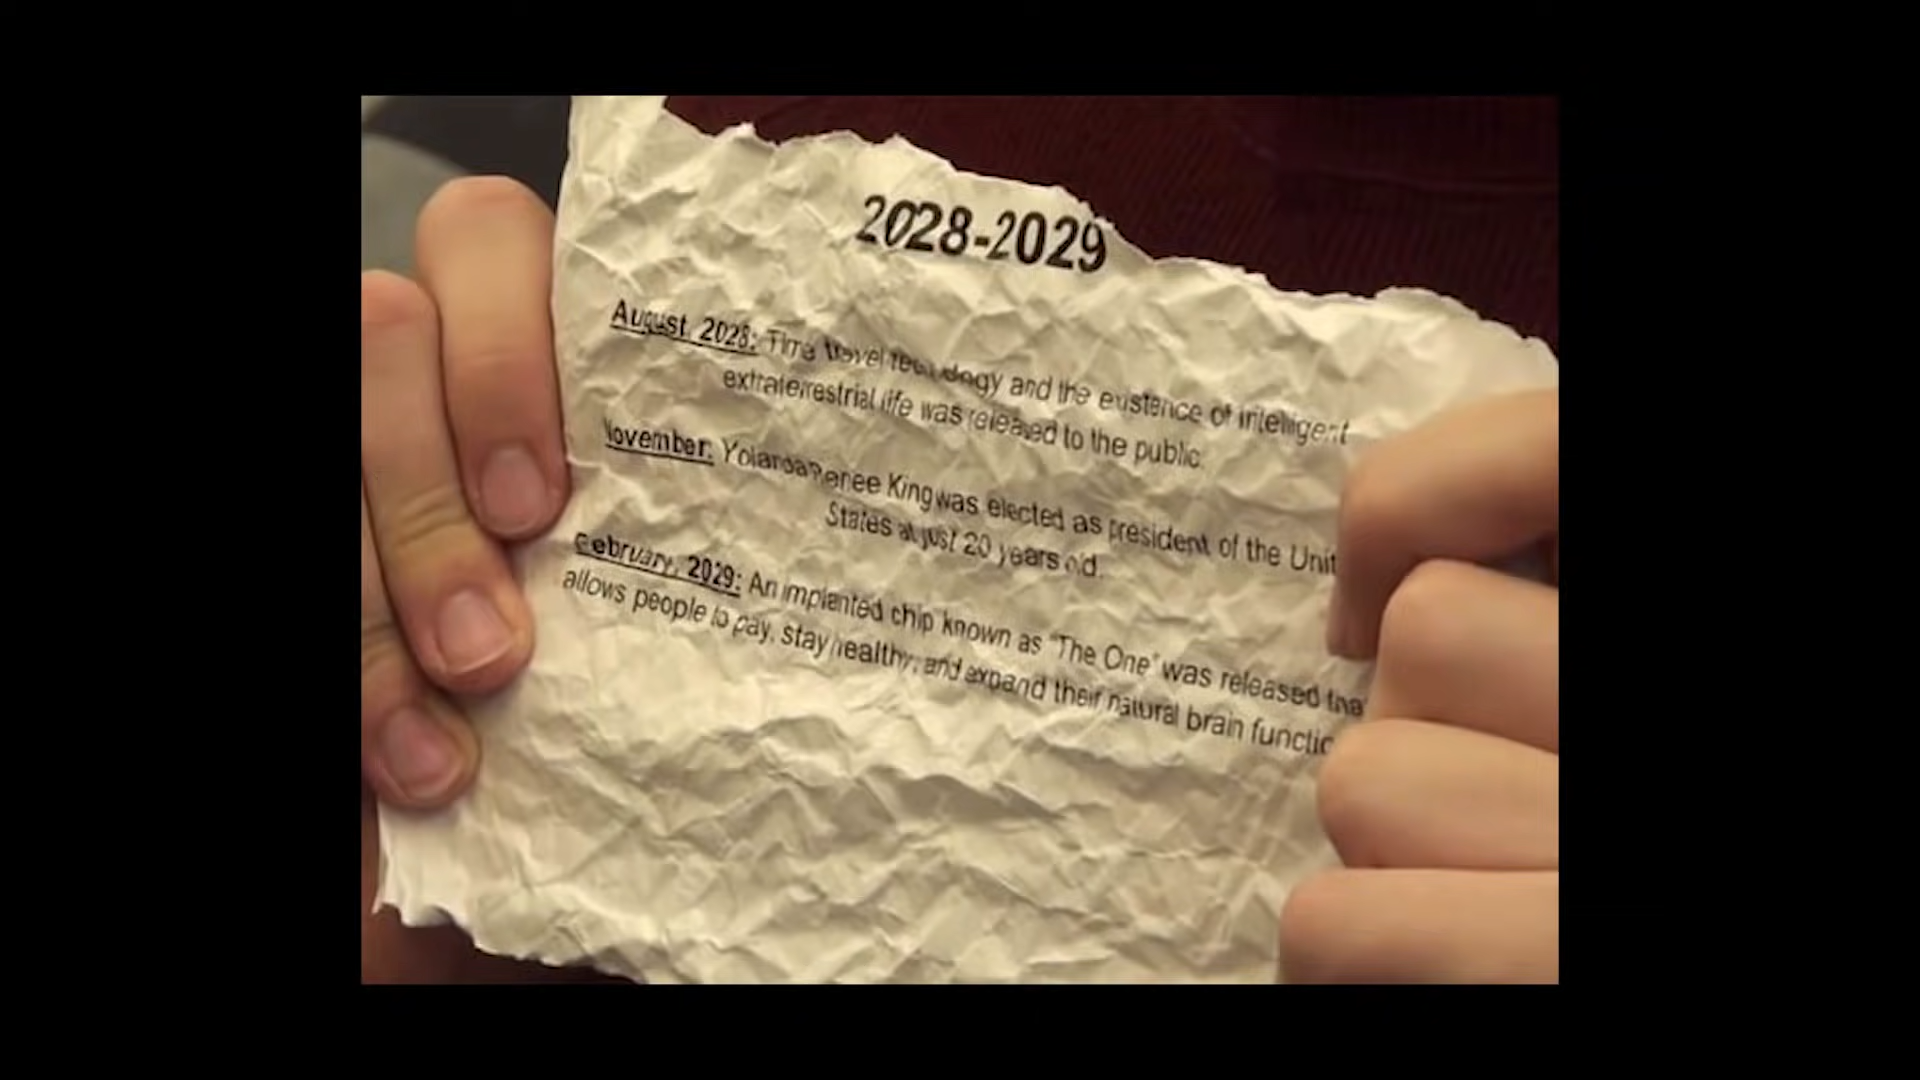 2028-2029
August, 2028: Time travel technology and the existence of intelligent
extraterrestrial life was released to the public.
November: Yolanda Renee King was elected as president of the Unit
States at just 20 years old.
February, 2029: An implanted chip known as "The One" was released tha
allows people to pay, stay healthy, and expand their natural brain functio